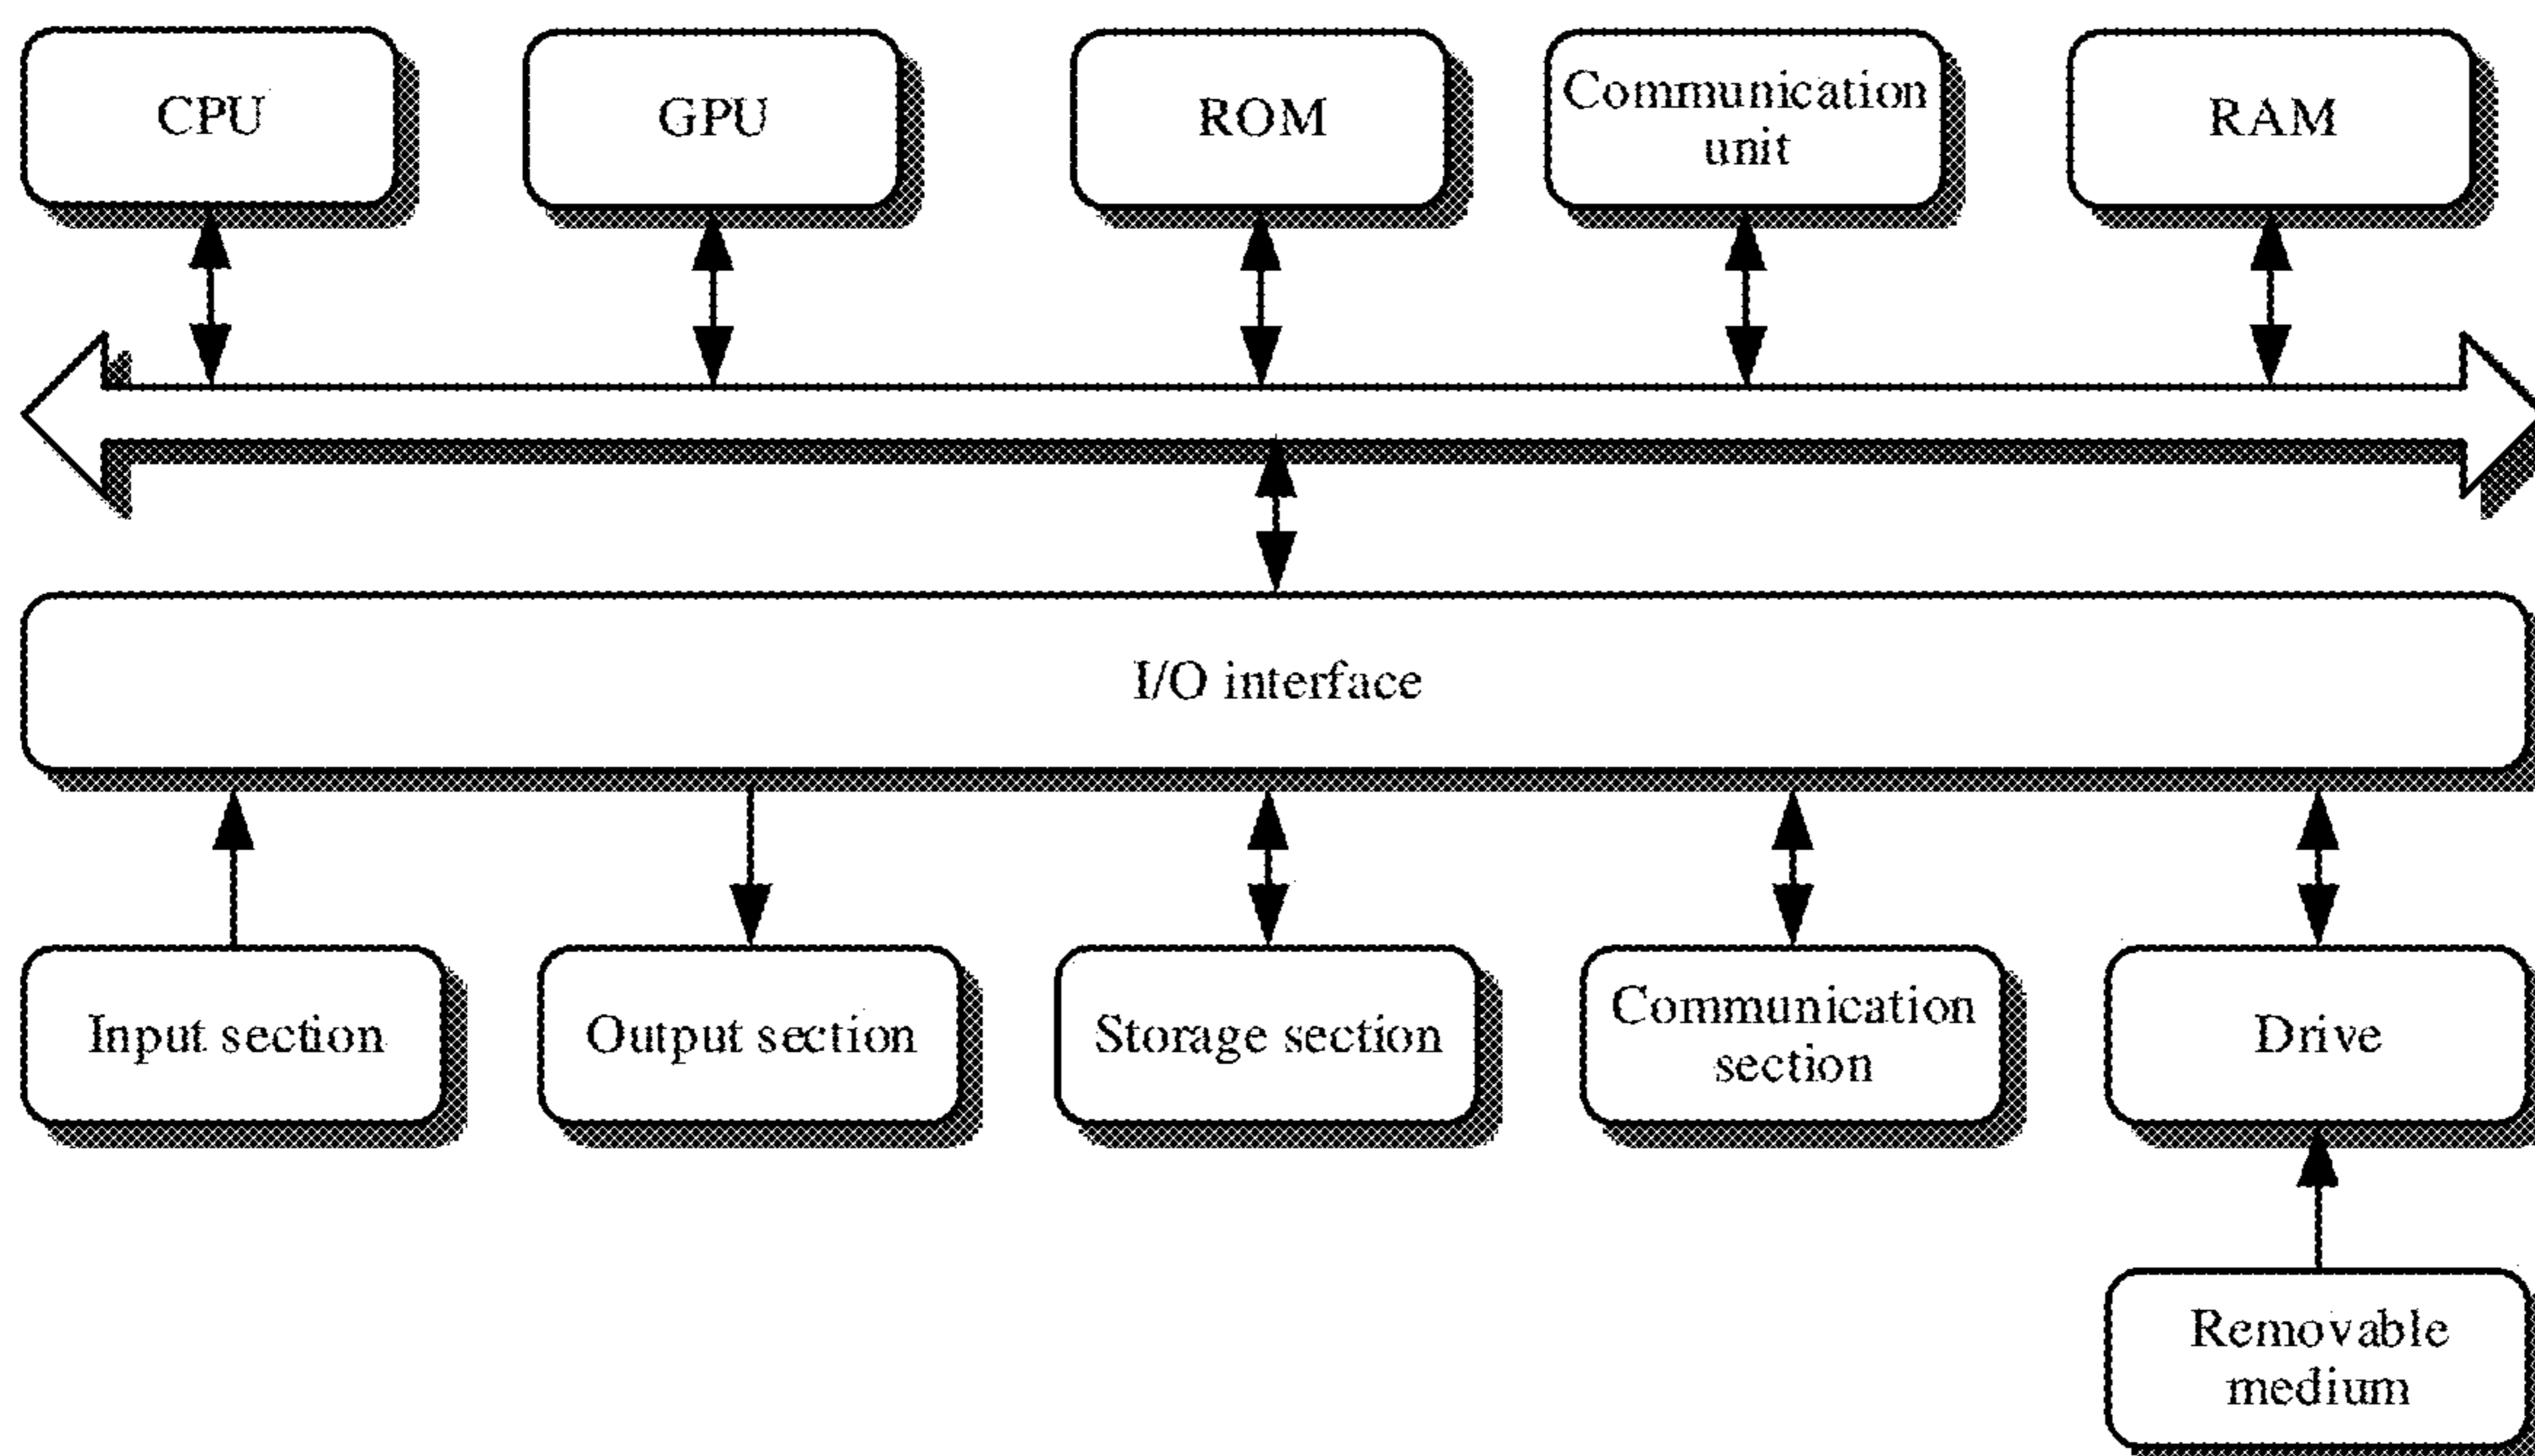 CPU
GPU
ROM
Communication
unit
RAM
I/O interface
Input section
Output section
Storage section
Communication
section
Drive
Removable
medium